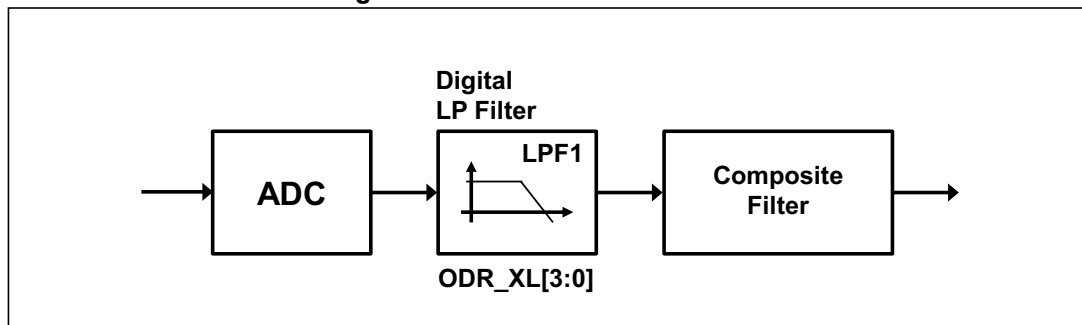 Digital
LP Filter
LPF1
ADC
Composite
Filter
ODR_XL[3:0]